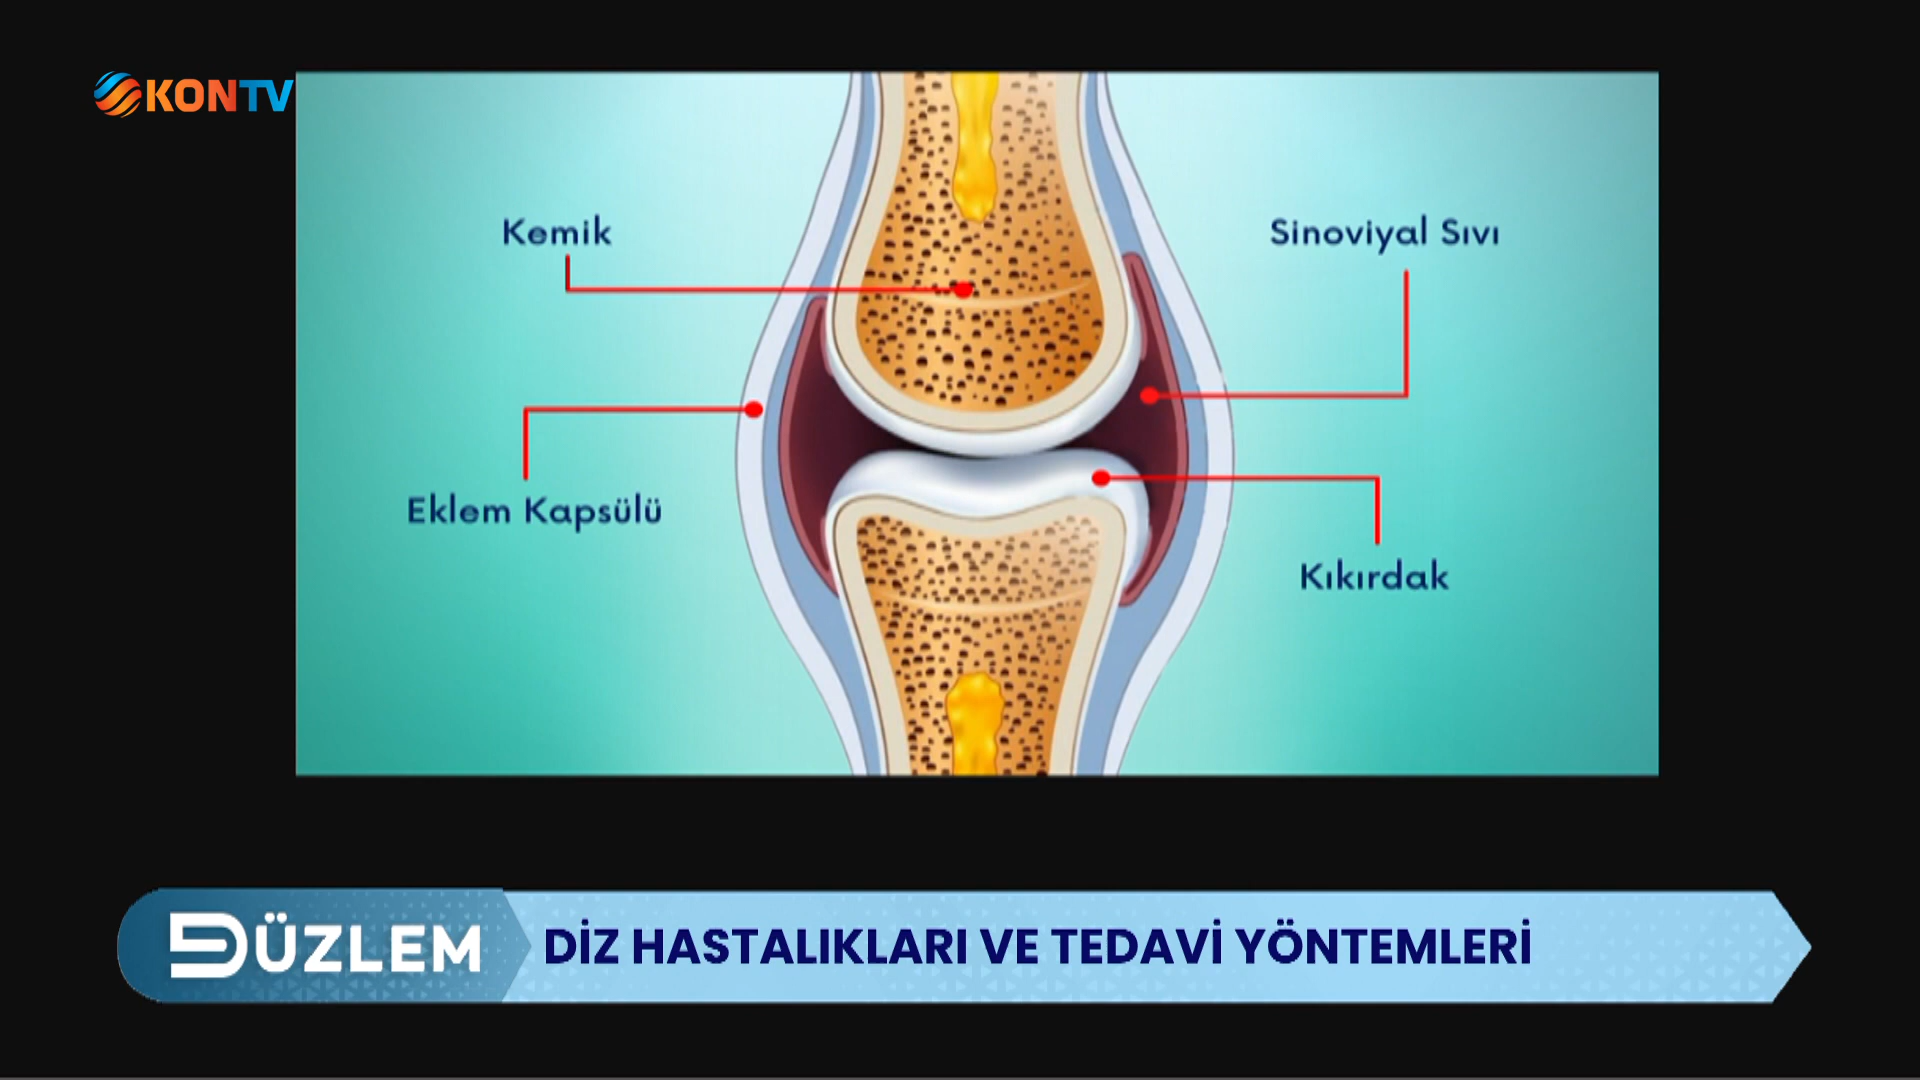 KONTV
Kemik
Sinoviyal Sıvı
Eklem Kapsülü
Kıkırdak
DÜZLEM
DİZ HASTALIKLARI VE TEDAVİ YÖNTEMLERİ